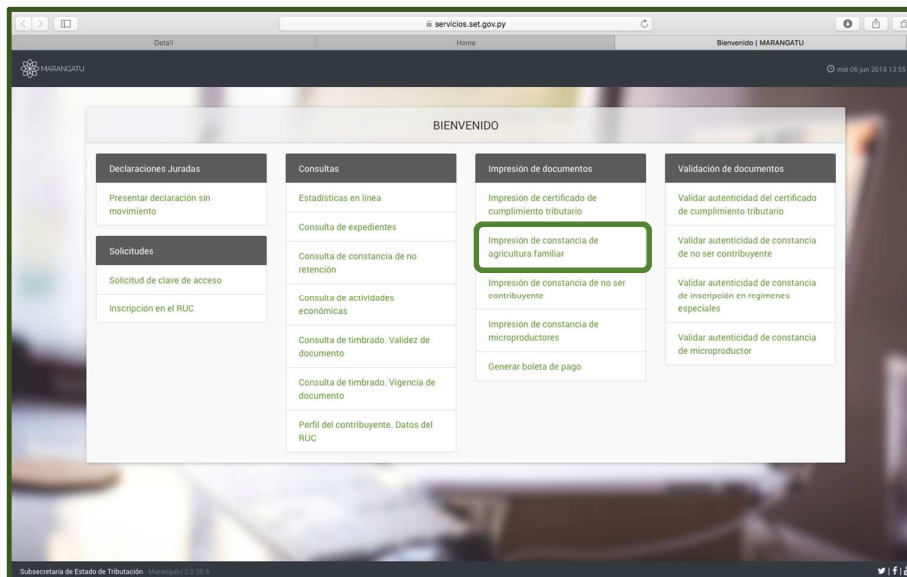 servicios.set.gov.py
Detail
Home
Bienvenido | MARANGATU
MARANGATU
mié 06 jun 2018 13:55
BIENVENIDO
Declaraciones Juradas
Presentar declaración sin
movimiento
Solicitudes
Solicitud de clave de acceso
Inscripción en el RUC
Consultas
Estadísticas en línea
Consulta de expedientes
Consulta de constancia de no
retención
Consulta de actividades
económicas
Consulta de timbrado. Validez de
documento
Consulta de timbrado. Vigencia de
documento
Perfil del contribuyente. Datos del
RUC
Impresión de documentos
Impresión de certificado de
cumplimiento tributario
Impresión de constancia de
agricultura familiar
Impresión de constancia de no ser
contribuyente
Impresión de constancia de
microproductores
Generar boleta de pago
Validación de documentos
Validar autenticidad del certificado
de cumplimiento tributario
Validar autenticidad de constancia
de no ser contribuyente
Validar autenticidad de constancia
de inscripción en regímenes
especiales
Validar autenticidad de constancia
de microproductor
Subsecretaría de Estado de Tributación - Marangatu 2.9.36.6